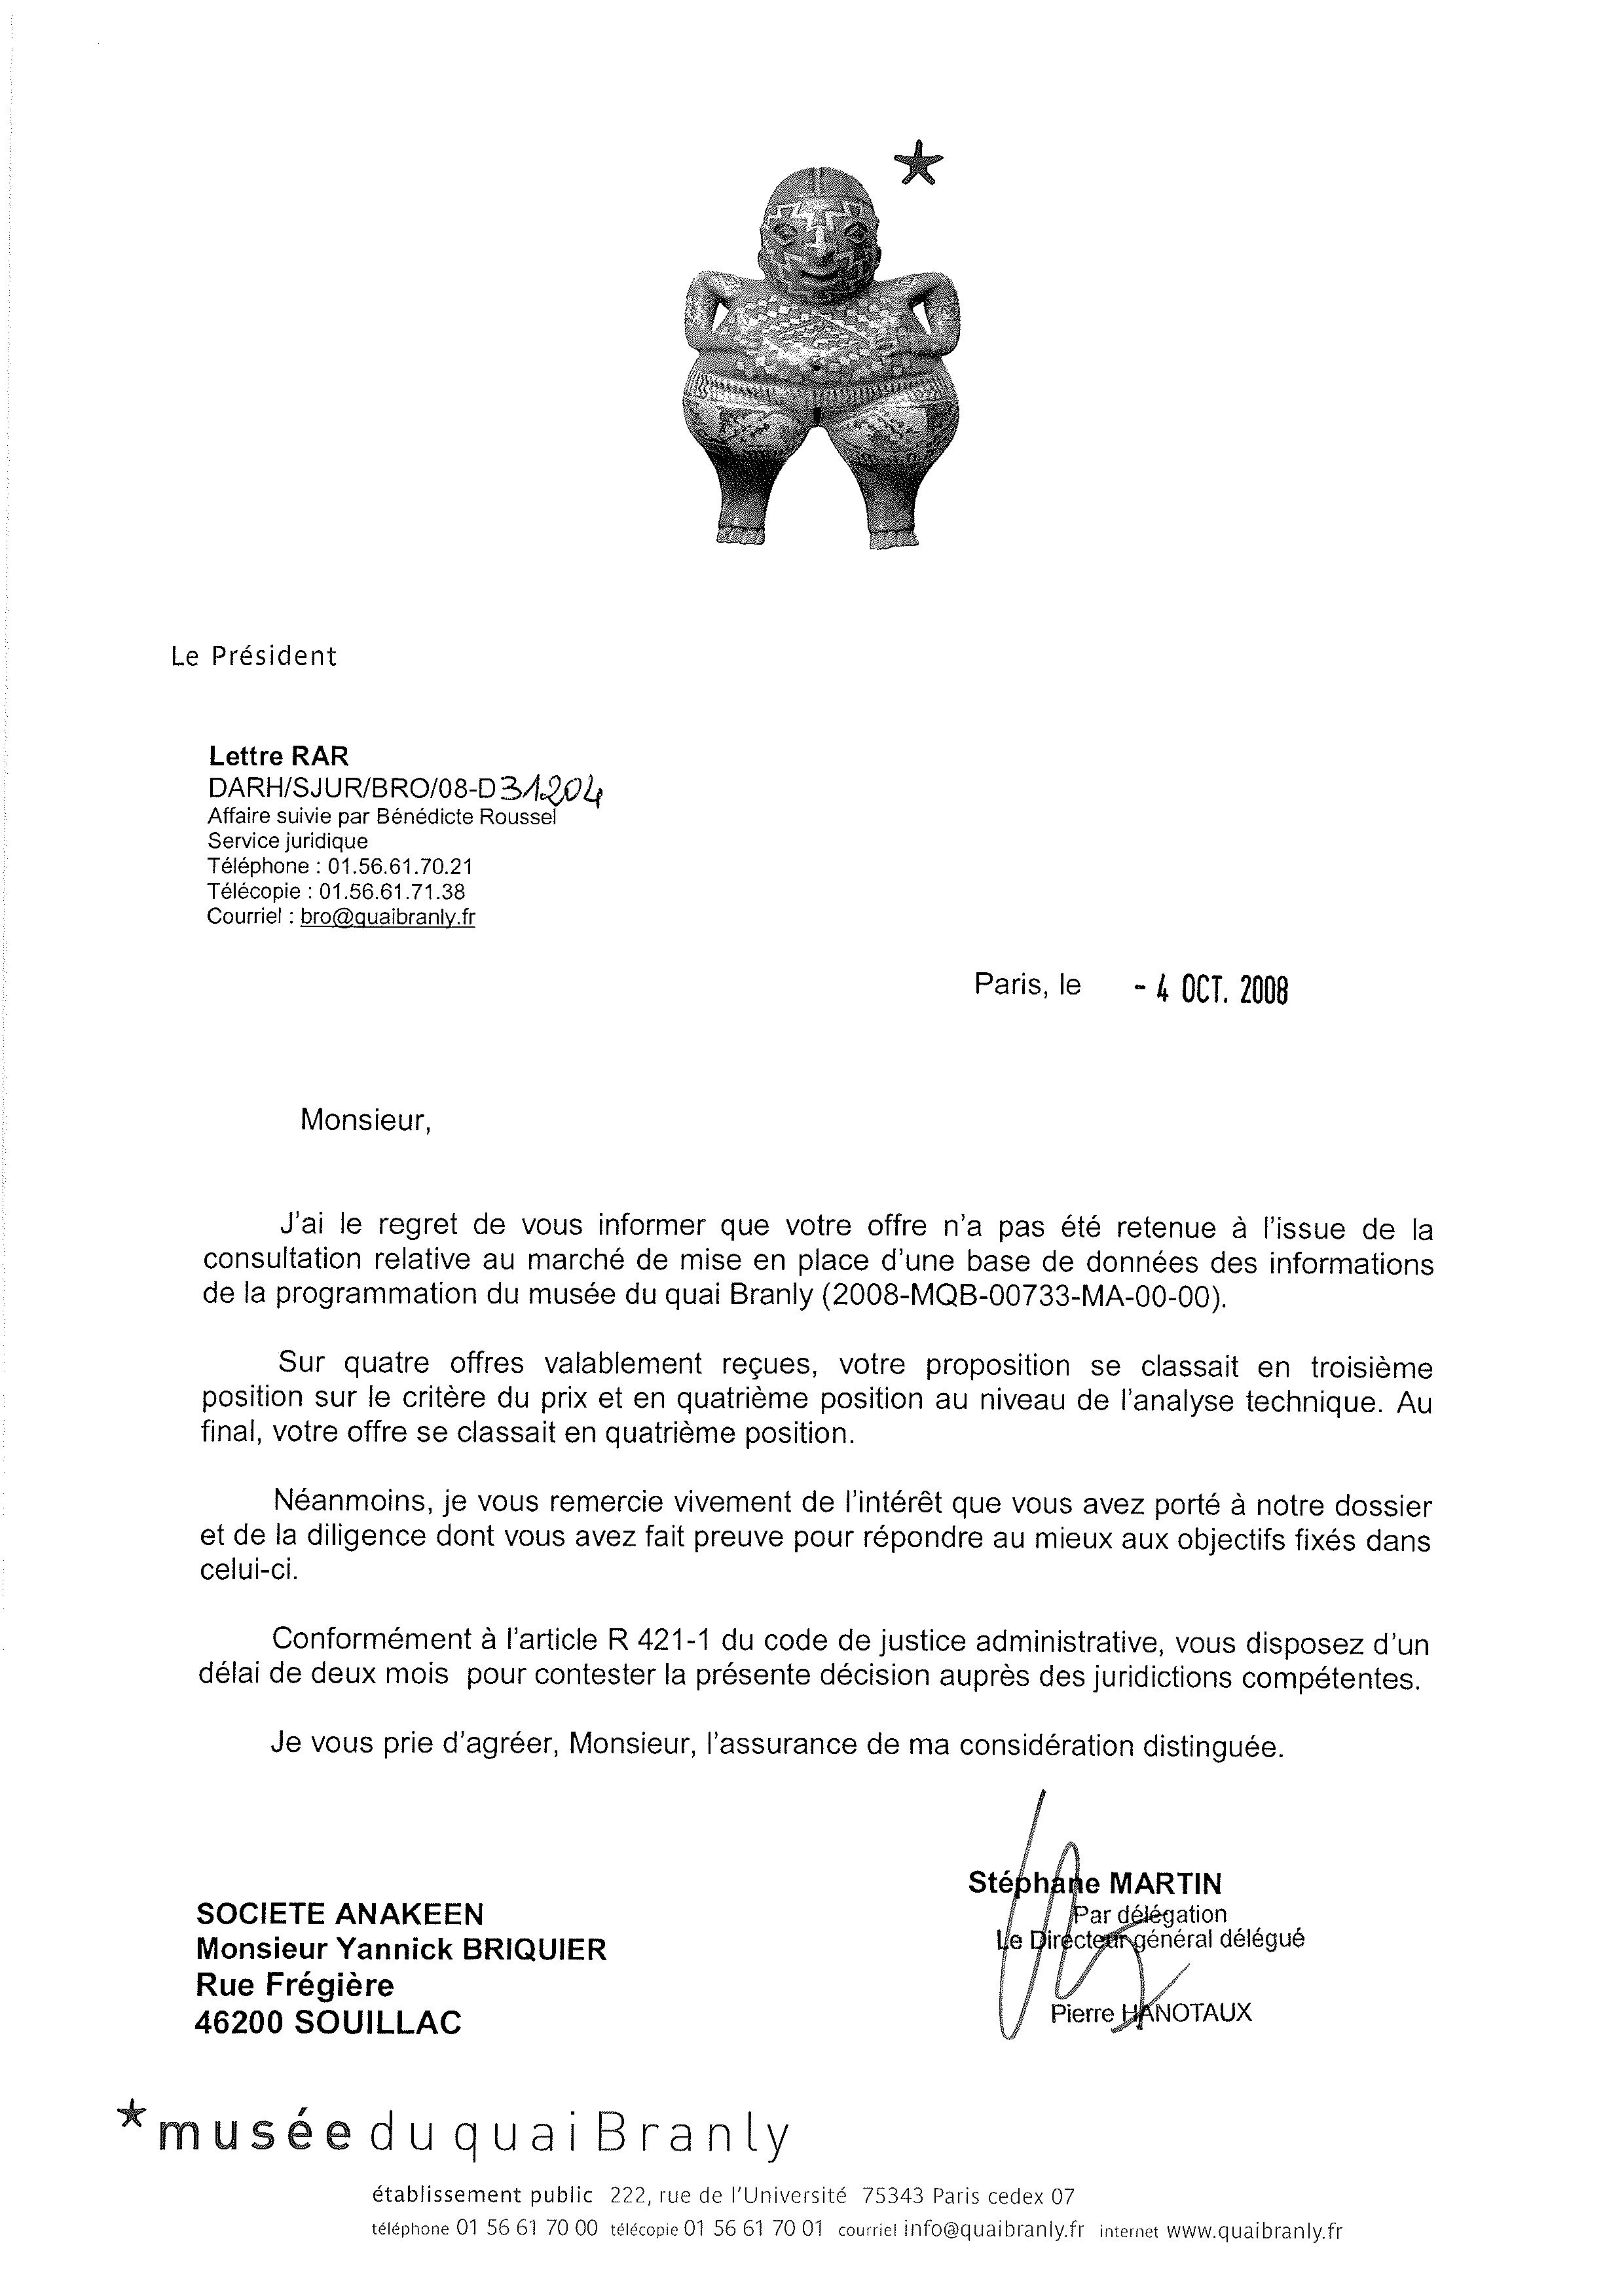 Le Président
Lettre RAR
DARH/SJUR/BRO/08-D31204
Affaire suivie par Bénédicte Roussel
Service juridique
Téléphone : 01.56.61.70.21
Télécopie : 01.56.61.71.38
Courriel : bro@quaibranly.fr
Paris, le - 4 OCT. 2008
Monsieur,
J'ai le regret de vous informer que votre offre n'a pas été retenue à l'issue de la
consultation relative au marché de mise en place d'une base de données des informations
de la programmation du musée du quai Branly (2008-MQB-00733-MA-00-00).
Sur quatre offres valablement reçues, votre proposition se classait en troisième
position sur le critère du prix et en quatrième position au niveau de l'analyse technique. Au
final, votre offre se classait en quatrième position.
Néanmoins, je vous remercie vivement de l'intérêt que vous avez porté à notre dossier
et de la diligence dont vous avez fait preuve pour répondre au mieux aux objectifs fixés dans
celui-ci.
Conformément à l'article R 421-1 du code de justice administrative, vous disposez d'un
délai de deux mois pour contester la présente décision auprès des juridictions compétentes.
Je vous prie d'agréer, Monsieur, l'assurance de ma considération distinguée.
Stéphane MARTIN
Par délégation
Le Directeur général délégué
Pierre HANOTAUX
SOCIETE ANAKEEN
Monsieur Yannick BRIQUIER
Rue Frégière
46200 SOUILLAC
*musée du quai Branly
établissement public 222, rue de l'Université 75343 Paris cedex 07
téléphone 01 56 61 70 00 télécopie 01 56 61 70 01 courriel info@quaibranly.fr internet www.quaibranly.fr